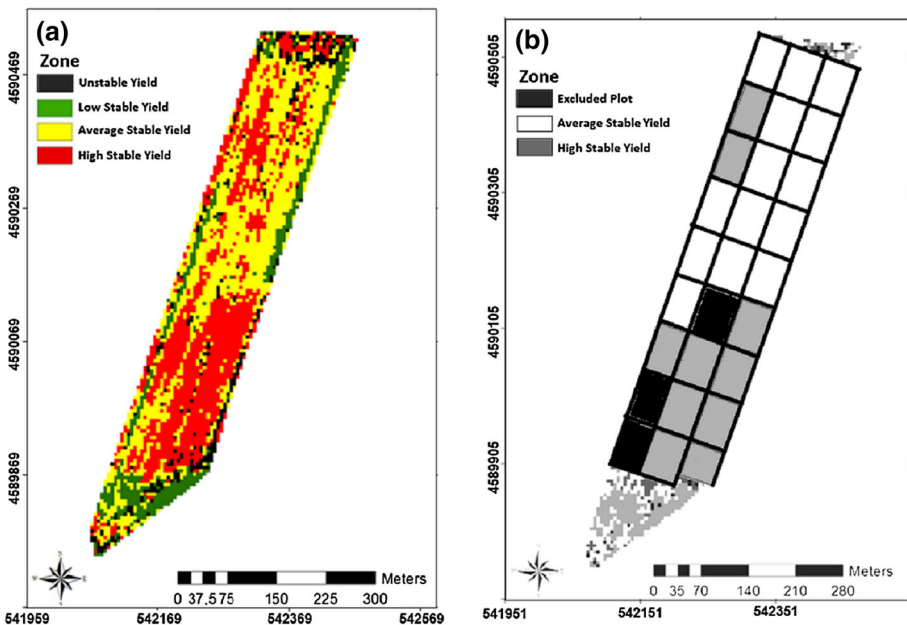 (a)
Zone
Unstable Yield
Low Stable Yield
Average Stable Yield
High Stable Yield
4590469
4590269
4590069
4589869
Meters
0 37,5 75 150 225 300
541959 542169 542369 542569
(b)
Zone
Excluded Plot
Average Stable Yield
High Stable Yield
4590505
4590305
4590105
4589905
Meters
0 35 70 140 210 280
541951 542151 542351